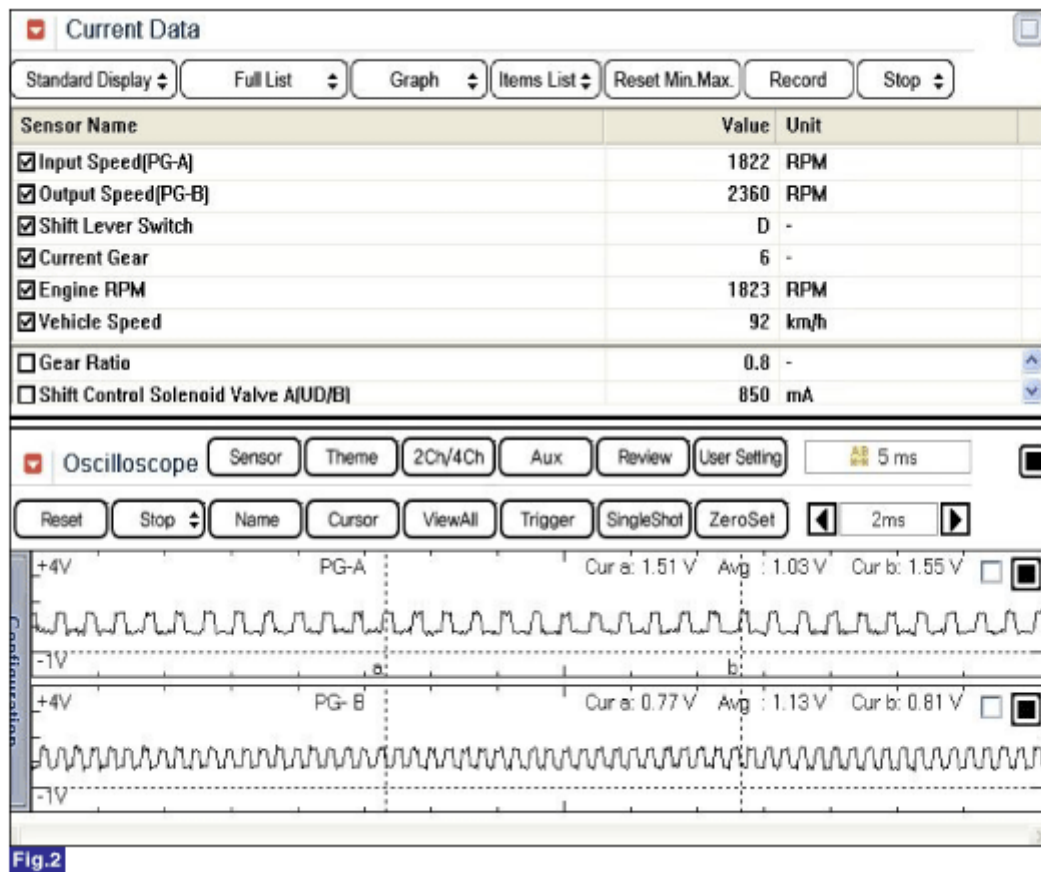 Current Data
Standard Display Full List Graph Items List Reset Min.Max. Record Stop
Sensor Name Value Unit
Input Speed(PG-A) 1822 RPM
Output Speed(PG-B) 2360 RPM
Shift Lever Switch D -
Current Gear 6 -
Engine RPM 1823 RPM
Vehicle Speed 92 km/h
Gear Ratio 0.8 -
Shift Control Solenoid Valve A(UD/B) 850 mA
Oscilloscope Sensor Theme 2Ch/4Ch Aux Review User Setting 5 ms
Reset Stop Name Cursor ViewAll Trigger SingleShot ZeroSet 2ms
Configuration
+4V PG-A Cur a: 1.51 V Avg : 1.03 V Cur b: 1.55 V
-1V a b
+4V PG- B Cur a: 0.77 V Avg : 1.13 V Cur b: 0.81 V
-1V
Fig.2